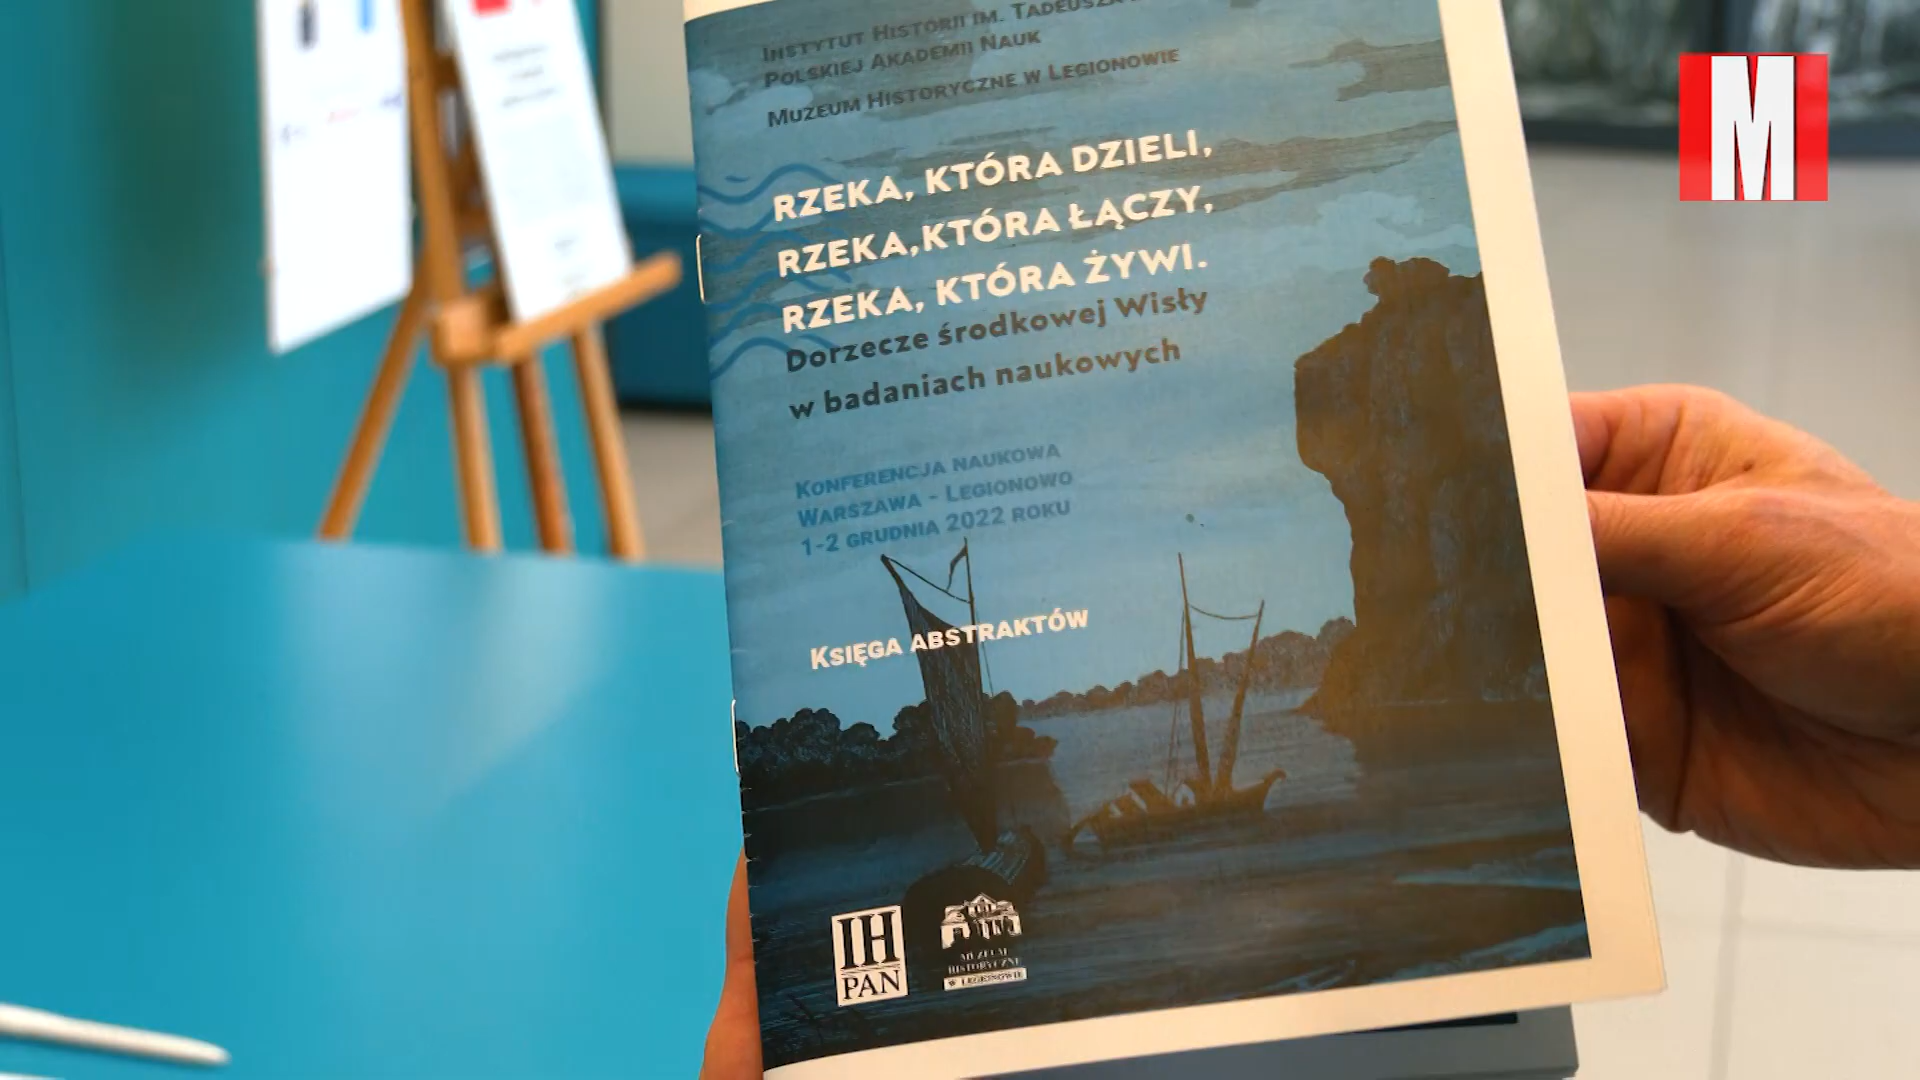 INSTYTUT HISTORII IM. TADEUSZA
POLSKIEJ AKADEMII NAUK
MUZEUM HISTORYCZNE W LEGIONOWIE
RZEKA, KTÓRA DZIELI,
RZEKA,KTÓRA ŁĄCZY,
RZEKA, KTÓRA ŻYWI.
Dorzecze środkowej Wisły
w badaniach naukowych
KONFERENCJA NAUKOWA
WARSZAWA - LEGIONOWO
1-2 GRUDNIA 2022 ROKU
KSIĘGA ABSTRAKTÓW
IH
PAN
MUZEUM
HISTORYCZNE
W LEGIONOWIE
M